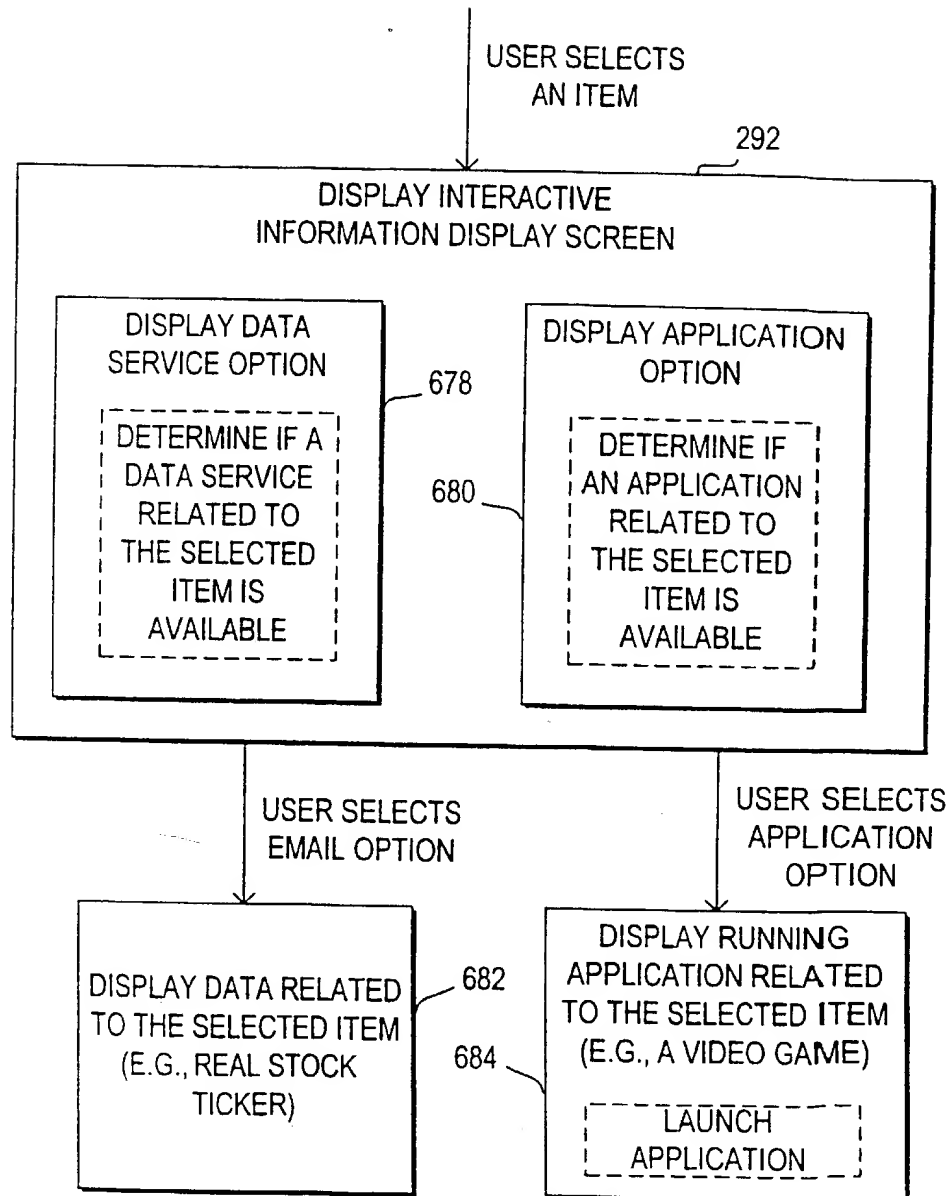 USER SELECTS
AN ITEM
292
DISPLAY INTERACTIVE
INFORMATION DISPLAY SCREEN
DISPLAY DATA
SERVICE OPTION
678
DETERMINE IF A
DATA SERVICE
RELATED TO
THE SELECTED
ITEM IS
AVAILABLE
DISPLAY APPLICATION
OPTION
680
DETERMINE IF
AN APPLICATION
RELATED TO
THE SELECTED
ITEM IS
AVAILABLE
USER SELECTS
EMAIL OPTION
USER SELECTS
APPLICATION
OPTION
DISPLAY DATA RELATED
TO THE SELECTED ITEM
(E.G., REAL STOCK
TICKER)
682
DISPLAY RUNNING
APPLICATION RELATED
TO THE SELECTED ITEM
(E.G., A VIDEO GAME)
684
LAUNCH
APPLICATION